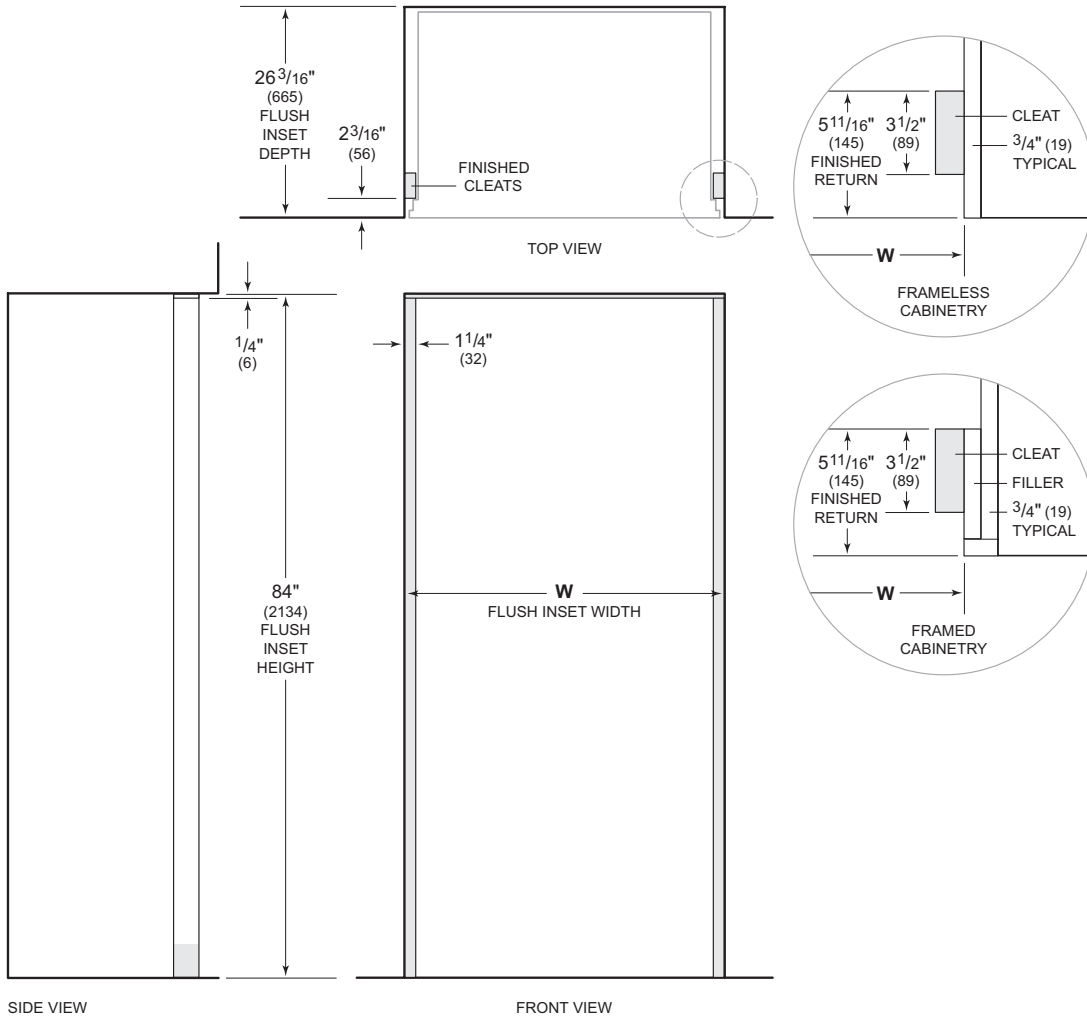 26 3/16"
(665)
FLUSH
INSET
DEPTH
2 3/16"
(56)
FINISHED
CLEATS
TOP VIEW
5 11/16"
(145)
FINISHED
RETURN
3 1/2"
(89)
CLEAT
3/4" (19)
TYPICAL
W
FRAMELESS
CABINETRY
1/4"
(6)
1 1/4"
(32)
84"
(2134)
FLUSH
INSET
HEIGHT
W
FLUSH INSET WIDTH
5 11/16"
(145)
FINISHED
RETURN
3 1/2"
(89)
CLEAT
FILLER
3/4" (19)
TYPICAL
W
FRAMED
CABINETRY
SIDE VIEW
FRONT VIEW